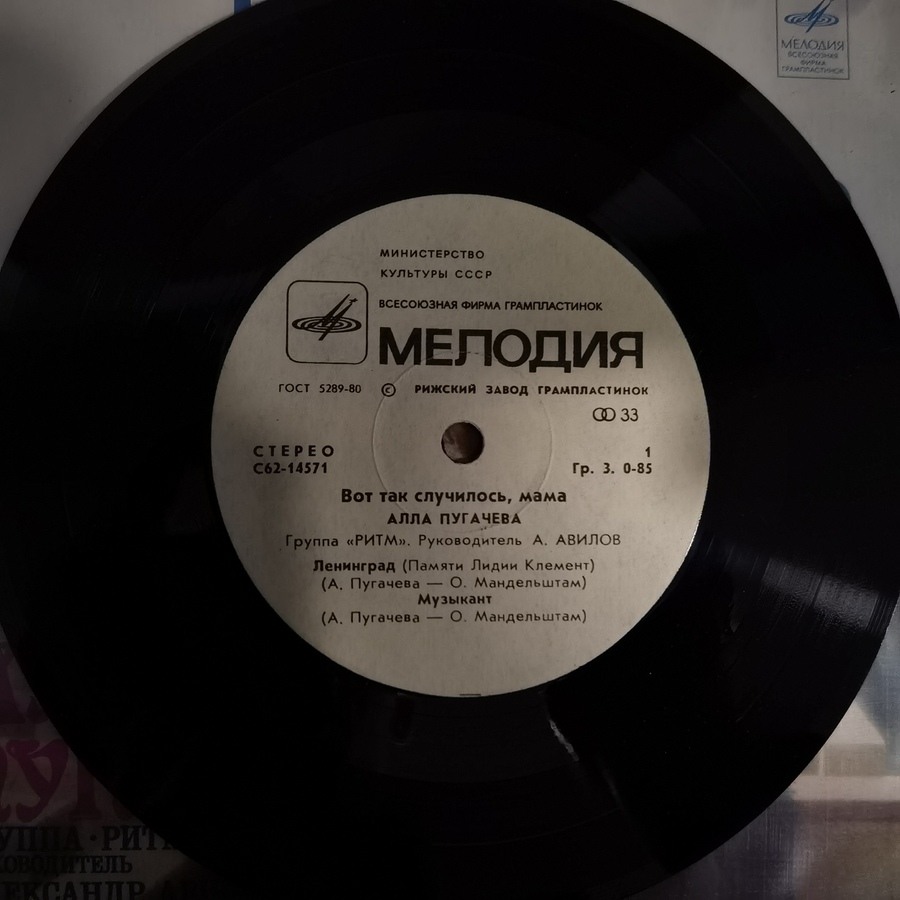 МЕЛОДИЯ
ВСЕСОЮЗНАЯ
ФИРМА
ГРАМПЛАСТИНОК
МИНИСТЕРСТВО
КУЛЬТУРЫ СССР
ВСЕСОЮЗНАЯ ФИРМА ГРАМПЛАСТИНОК
МЕЛОДИЯ
ГОСТ 5289-80 © РИЖСКИЙ ЗАВОД ГРАМПЛАСТИНОК
33
СТЕРЕО 1
С62-14571 Гр. 3. 0-85
Вот так случилось, мама
АЛЛА ПУГАЧЕВА
Группа «РИТМ». Руководитель А. АВИЛОВ
Ленинград (Памяти Лидии Клемент)
(А. Пугачева — О. Мандельштам)
Музыкант
(А. Пугачева — О. Мандельштам)
УППА · РИТ
ОВОДИТЕЛЬ
ЕКСАНДР